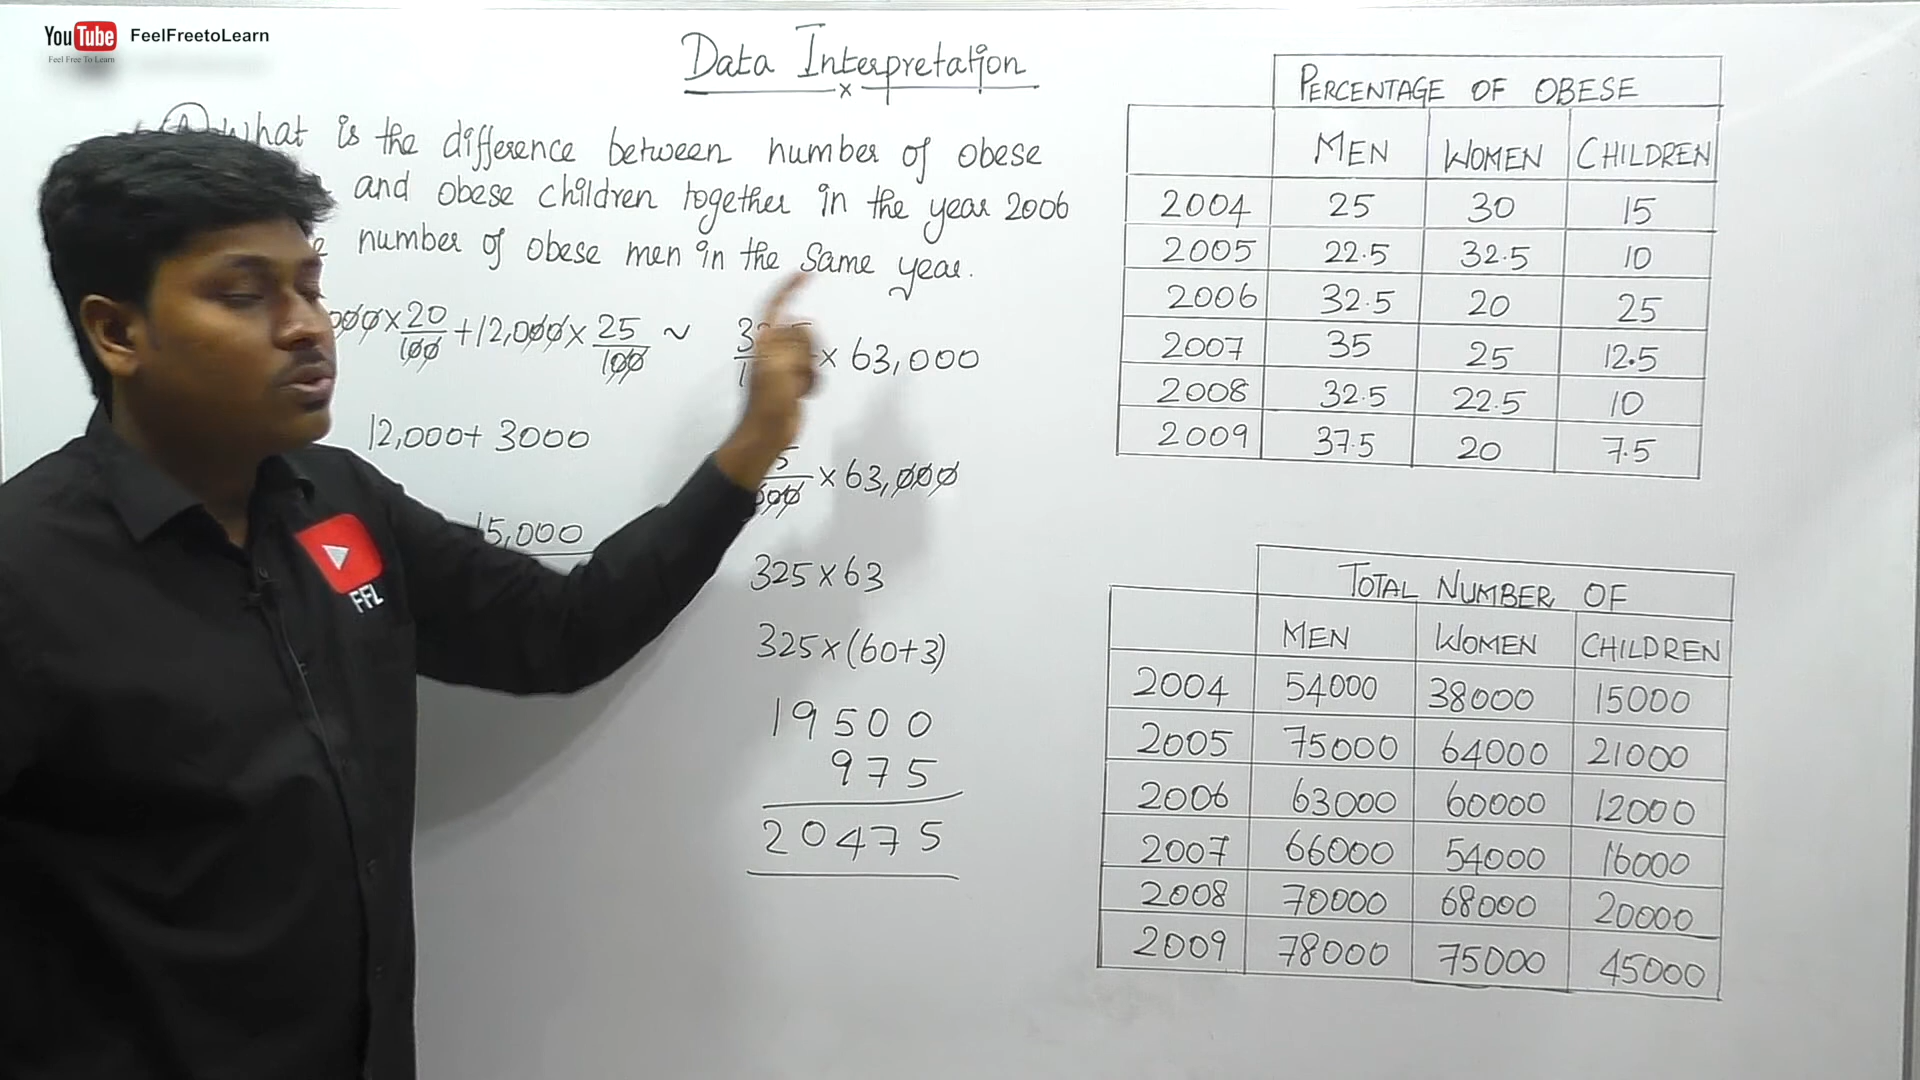 YouTube FeelFreetoLearn
Feel Free To Learn
Data Interpretation
x
What is the difference between number of obese
and obese children together in the year 2006
number of obese men in the same year.
000 × 20/100 + 12,000 × 25/100 ~ × 63,000
12,000 + 3000
× 63,000
15,000
325 × 63
325 × (60+3)
19500
975
20475
FFL
PERCENTAGE OF OBESE
MEN WOMEN CHILDREN
2004 25 30 15
2005 22.5 32.5 10
2006 32.5 20 25
2007 35 25 12.5
2008 32.5 22.5 10
2009 37.5 20 7.5
TOTAL NUMBER OF
MEN WOMEN CHILDREN
2004 54000 38000 15000
2005 75000 64000 21000
2006 63000 60000 12000
2007 66000 54000 16000
2008 70000 68000 20000
2009 78000 75000 45000